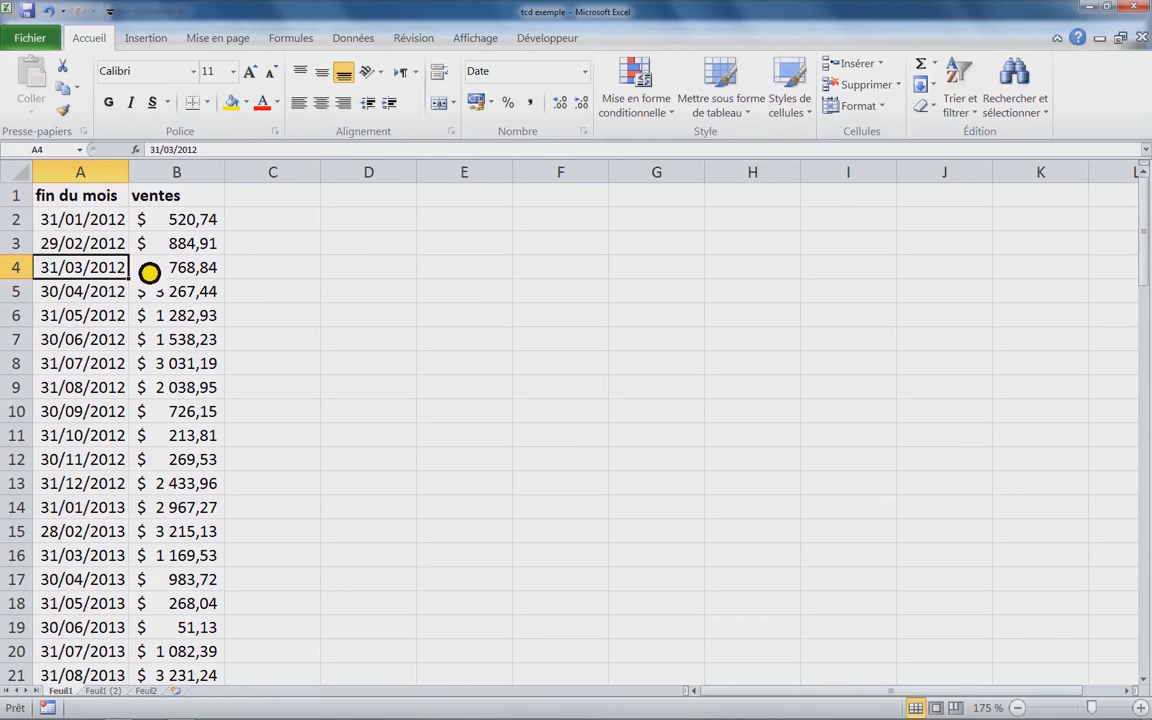 tcd exemple - Microsoft Excel
Fichier Accueil Insertion Mise en page Formules Données Révision Affichage Développeur
Coller
Presse-papiers
Calibri 11
G I S
Police
Alignement
Date
%
Nombre
Mise en forme conditionnelle
Mettre sous forme de tableau
Styles de cellules
Style
Insérer
Supprimer
Format
Cellules
Trier et filtrer
Rechercher et sélectionner
Édition
A4 fx 31/03/2012
A B C D E F G H I J K L
1 fin du mois ventes
2 31/01/2012 $ 520,74
3 29/02/2012 $ 884,91
4 31/03/2012 768,84
5 30/04/2012 $ 3 267,44
6 31/05/2012 $ 1 282,93
7 30/06/2012 $ 1 538,23
8 31/07/2012 $ 3 031,19
9 31/08/2012 $ 2 038,95
10 30/09/2012 $ 726,15
11 31/10/2012 $ 213,81
12 30/11/2012 $ 269,53
13 31/12/2012 $ 2 433,96
14 31/01/2013 $ 2 967,27
15 28/02/2013 $ 3 215,13
16 31/03/2013 $ 1 169,53
17 30/04/2013 $ 983,72
18 31/05/2013 $ 268,04
19 30/06/2013 $ 51,13
20 31/07/2013 $ 1 082,39
21 31/08/2013 $ 3 231,24
Feuil1 Feuil1 (2) Feuil2
Prêt 175 %